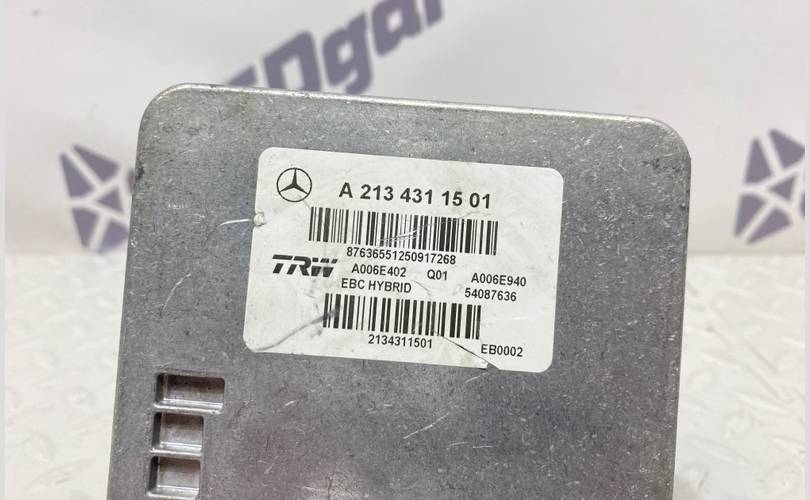 A 213 431 15 01
87636551250917268
TRW
A006E402 Q01 A006E940
EBC HYBRID 54087636
2134311501 EB0002